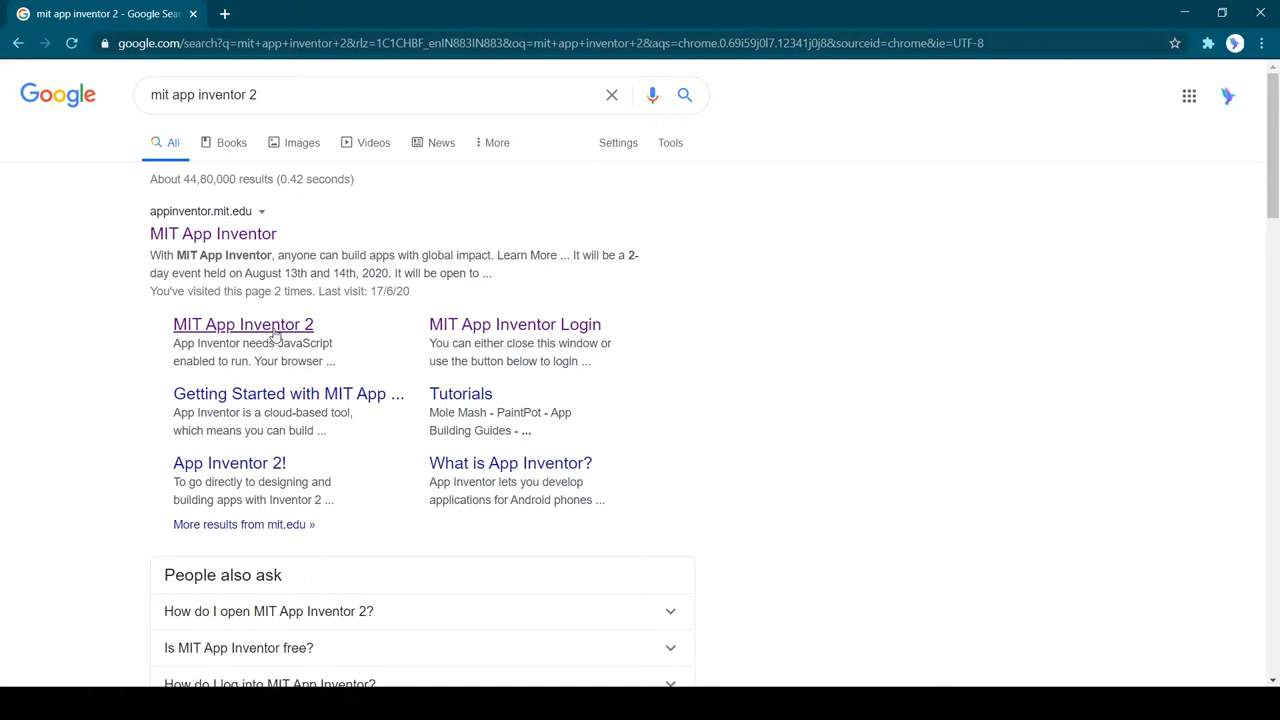 mit app inventor 2 - Google Sear
google.com/search?q=mit+app+inventor+2&rlz=1C1CHBF_enIN883IN883&oq=mit+app+inventor+2&aqs=chrome.0.69i59j0l7.12341j0j8&sourceid=chrome&ie=UTF-8
Google
mit app inventor 2
All Books Images Videos News More Settings Tools
About 44,80,000 results (0.42 seconds)
appinventor.mit.edu
MIT App Inventor
With MIT App Inventor, anyone can build apps with global impact. Learn More ... It will be a 2-
day event held on August 13th and 14th, 2020. It will be open to ...
You've visited this page 2 times. Last visit: 17/6/20
MIT App Inventor 2
App Inventor needs JavaScript
enabled to run. Your browser ...
MIT App Inventor Login
You can either close this window or
use the button below to login ...
Getting Started with MIT App ...
App Inventor is a cloud-based tool,
which means you can build ...
Tutorials
Mole Mash - PaintPot - App
Building Guides - ...
App Inventor 2!
To go directly to designing and
building apps with Inventor 2 ...
What is App Inventor?
App Inventor lets you develop
applications for Android phones ...
More results from mit.edu »
People also ask
How do I open MIT App Inventor 2?
Is MIT App Inventor free?
How do I log into MIT App Inventor?